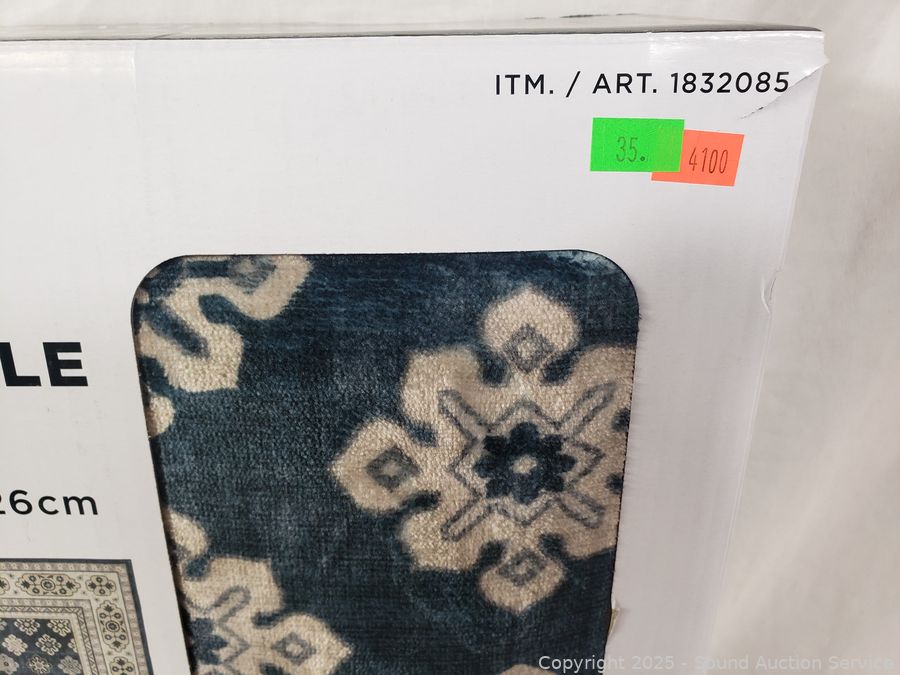 ITM. / ART. 1832085
35.
4100
LE
26cm
Copyright 2025 - Sound Auction Service